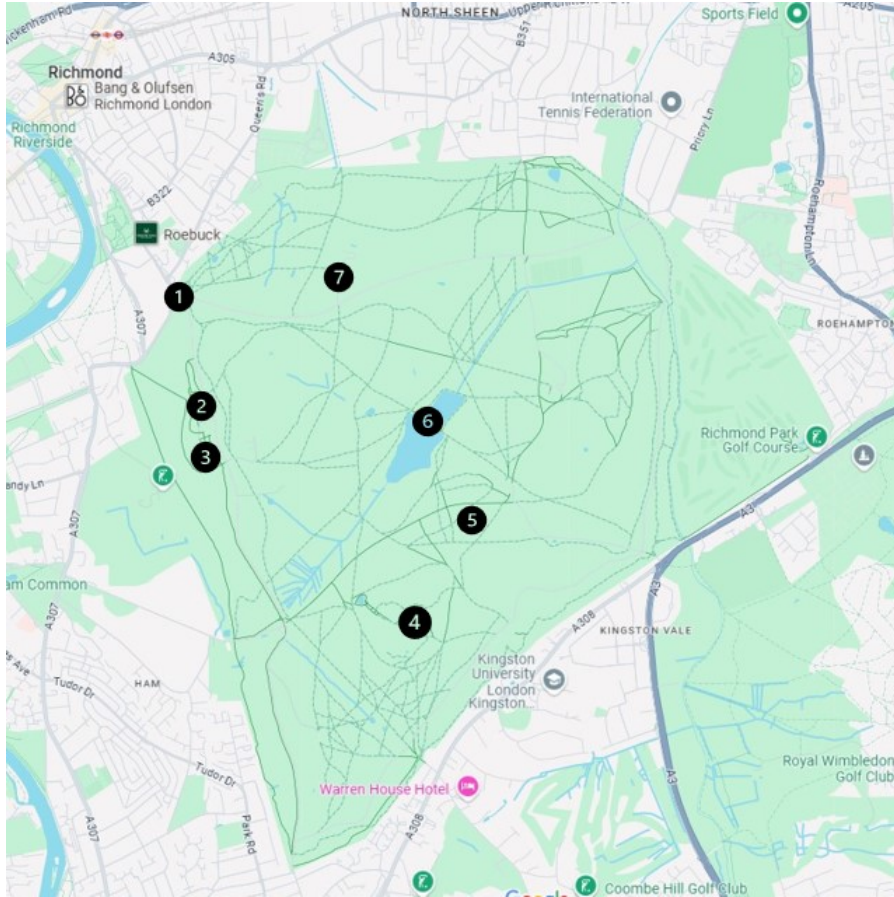 NORTH SHEEN
Sports Field
A205
B351
A305
Richmond
Bang & Olufsen
Richmond London
Queen's Rd
International
Tennis Federation
Priory Ln
Richmond
Riverside
B322
Roehampton Ln
Roebuck
7
1
A307
ROEHAMPTON
2
6
Richmond Park
Golf Course
3
A307
5
A3
A3
4
A308
KINGSTON VALE
A307
HAM
Kingston
University
London
Kingston...
Tudor Dr
Tudor Dr
Royal Wimbledon
Golf Club
A3
Warren House Hotel
Park Rd
A308
A307
Coombe Hill Golf Club